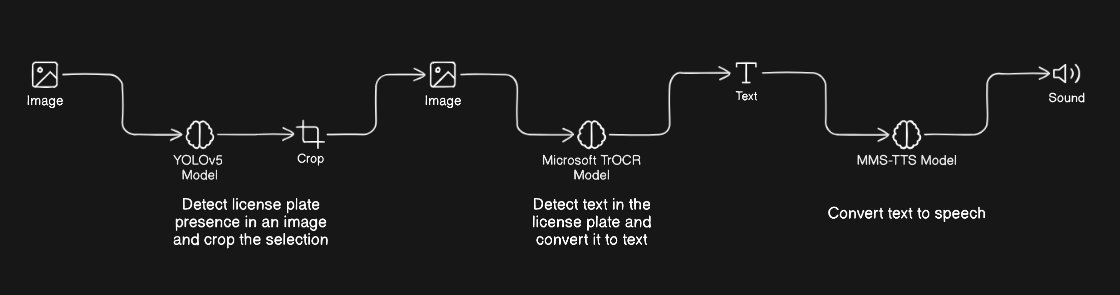 Image
YOLOv5
Model
Crop
Detect license plate
presence in an image
and crop the selection
Image
Microsoft TrOCR
Model
Detect text in the
license plate and
convert it to text
Text
MMS-TTS Model
Convert text to speech
Sound